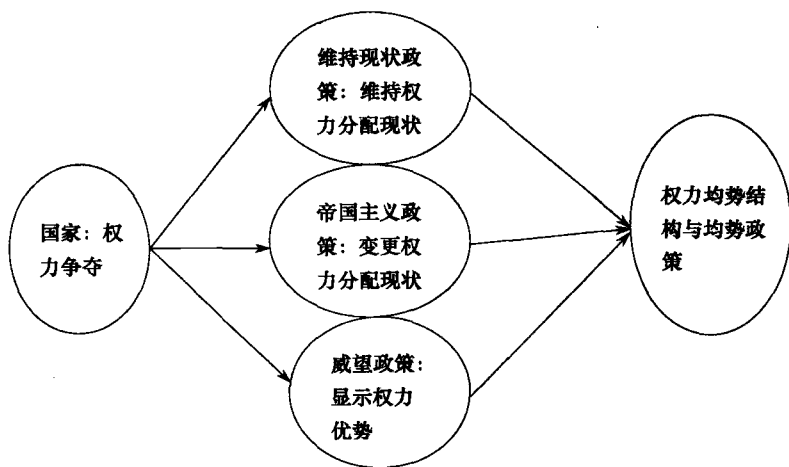 国家：权
力争夺
维持现状政
策：维持权
力分配现状
帝国主义政
策：变更权
力分配现状
威望政策：
显示权力
优势
权力均势结
构与均势政
策